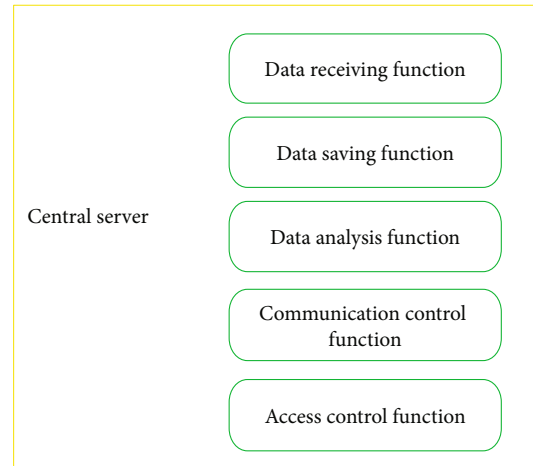 Data receiving function
Data saving function
Central server
Data analysis function
Communication control
function
Access control function